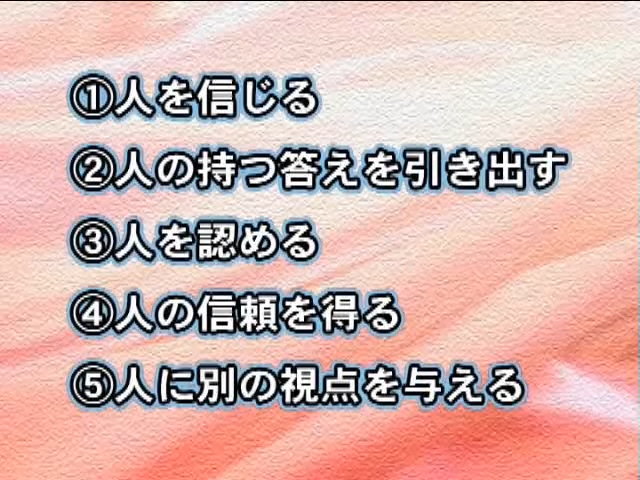 ①人を信じる
②人の持つ答えを引き出す
③人を認める
④人の信頼を得る
⑤人に別の視点を与える